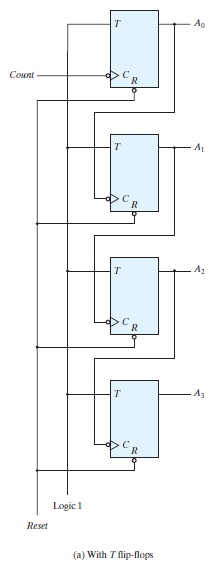 T A₀
Count C
R
T A₁
C
R
T A₂
C
R
T A₃
C
R
Logic 1
Reset
(a) With T flip-flops